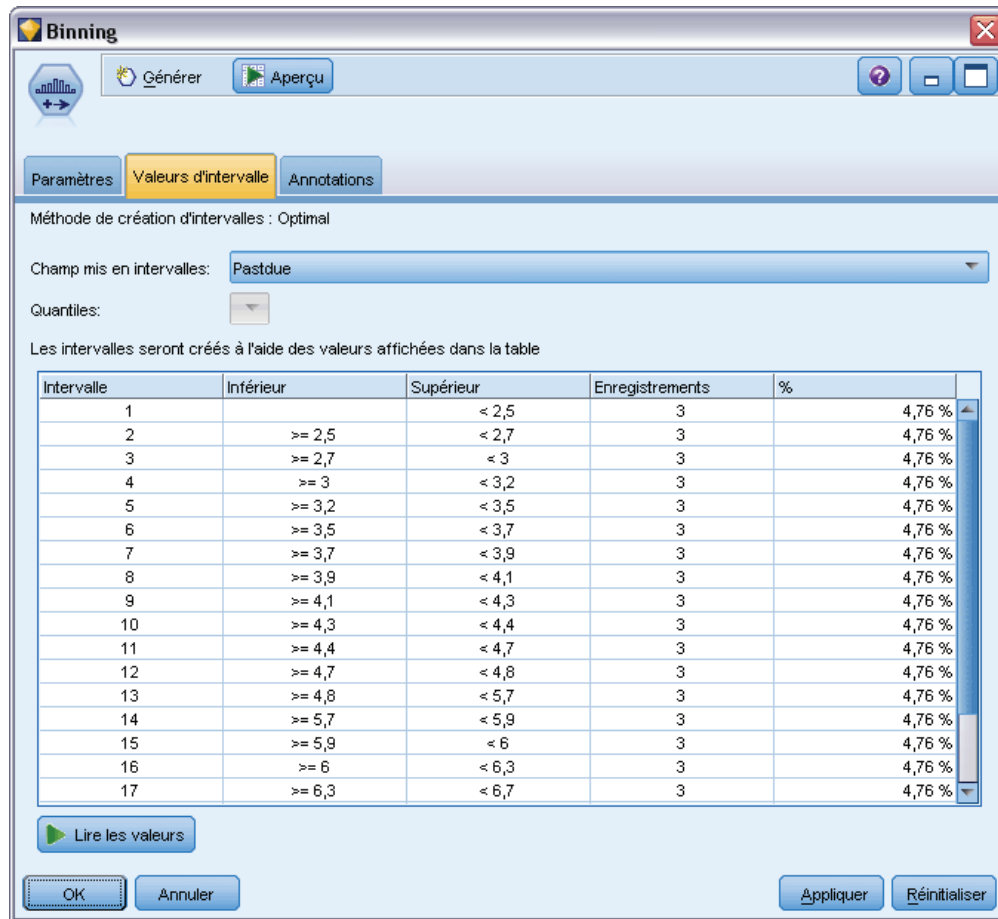 Binning
Générer Aperçu
Paramètres Valeurs d'intervalle Annotations
Méthode de création d'intervalles : Optimal
Champ mis en intervalles: Pastdue
Quantiles:
Les intervalles seront créés à l'aide des valeurs affichées dans la table
Intervalle Inférieur Supérieur Enregistrements %
1 < 2,5 3 4,76 %
2 >= 2,5 < 2,7 3 4,76 %
3 >= 2,7 < 3 3 4,76 %
4 >= 3 < 3,2 3 4,76 %
5 >= 3,2 < 3,5 3 4,76 %
6 >= 3,5 < 3,7 3 4,76 %
7 >= 3,7 < 3,9 3 4,76 %
8 >= 3,9 < 4,1 3 4,76 %
9 >= 4,1 < 4,3 3 4,76 %
10 >= 4,3 < 4,4 3 4,76 %
11 >= 4,4 < 4,7 3 4,76 %
12 >= 4,7 < 4,8 3 4,76 %
13 >= 4,8 < 5,7 3 4,76 %
14 >= 5,7 < 5,9 3 4,76 %
15 >= 5,9 < 6 3 4,76 %
16 >= 6 < 6,3 3 4,76 %
17 >= 6,3 < 6,7 3 4,76 %
Lire les valeurs
OK Annuler Appliquer Réinitialiser